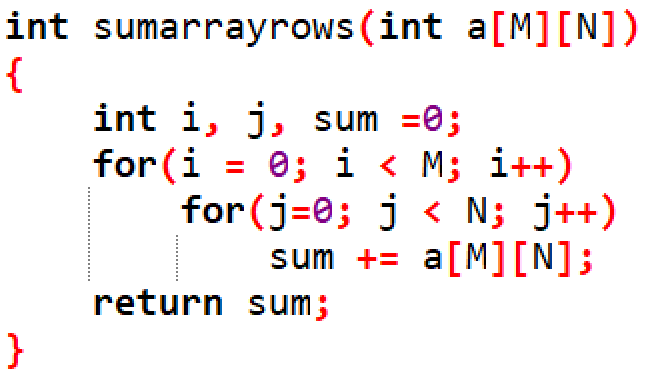 int sumarrayrows(int a[M][N])
{
    int i, j, sum =0;
    for(i = 0; i < M; i++)
        for(j=0; j < N; j++)
            sum += a[M][N];
    return sum;
}